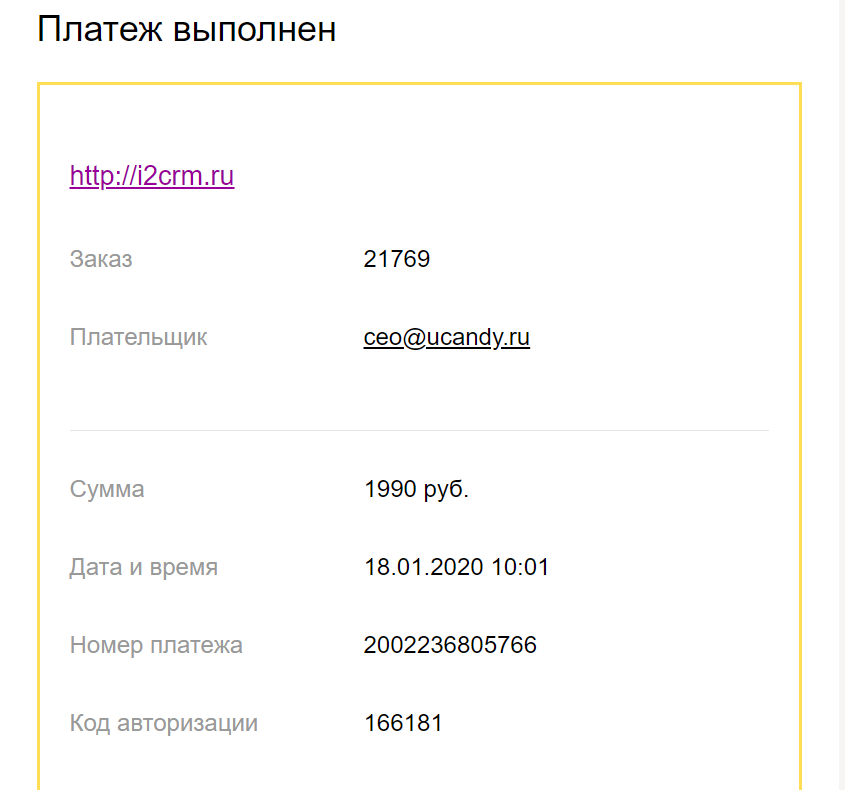 Платеж выполнен
http://i2crm.ru
Заказ 21769
Плательщик ceo@ucandy.ru
Сумма 1990 руб.
Дата и время 18.01.2020 10:01
Номер платежа 2002236805766
Код авторизации 166181